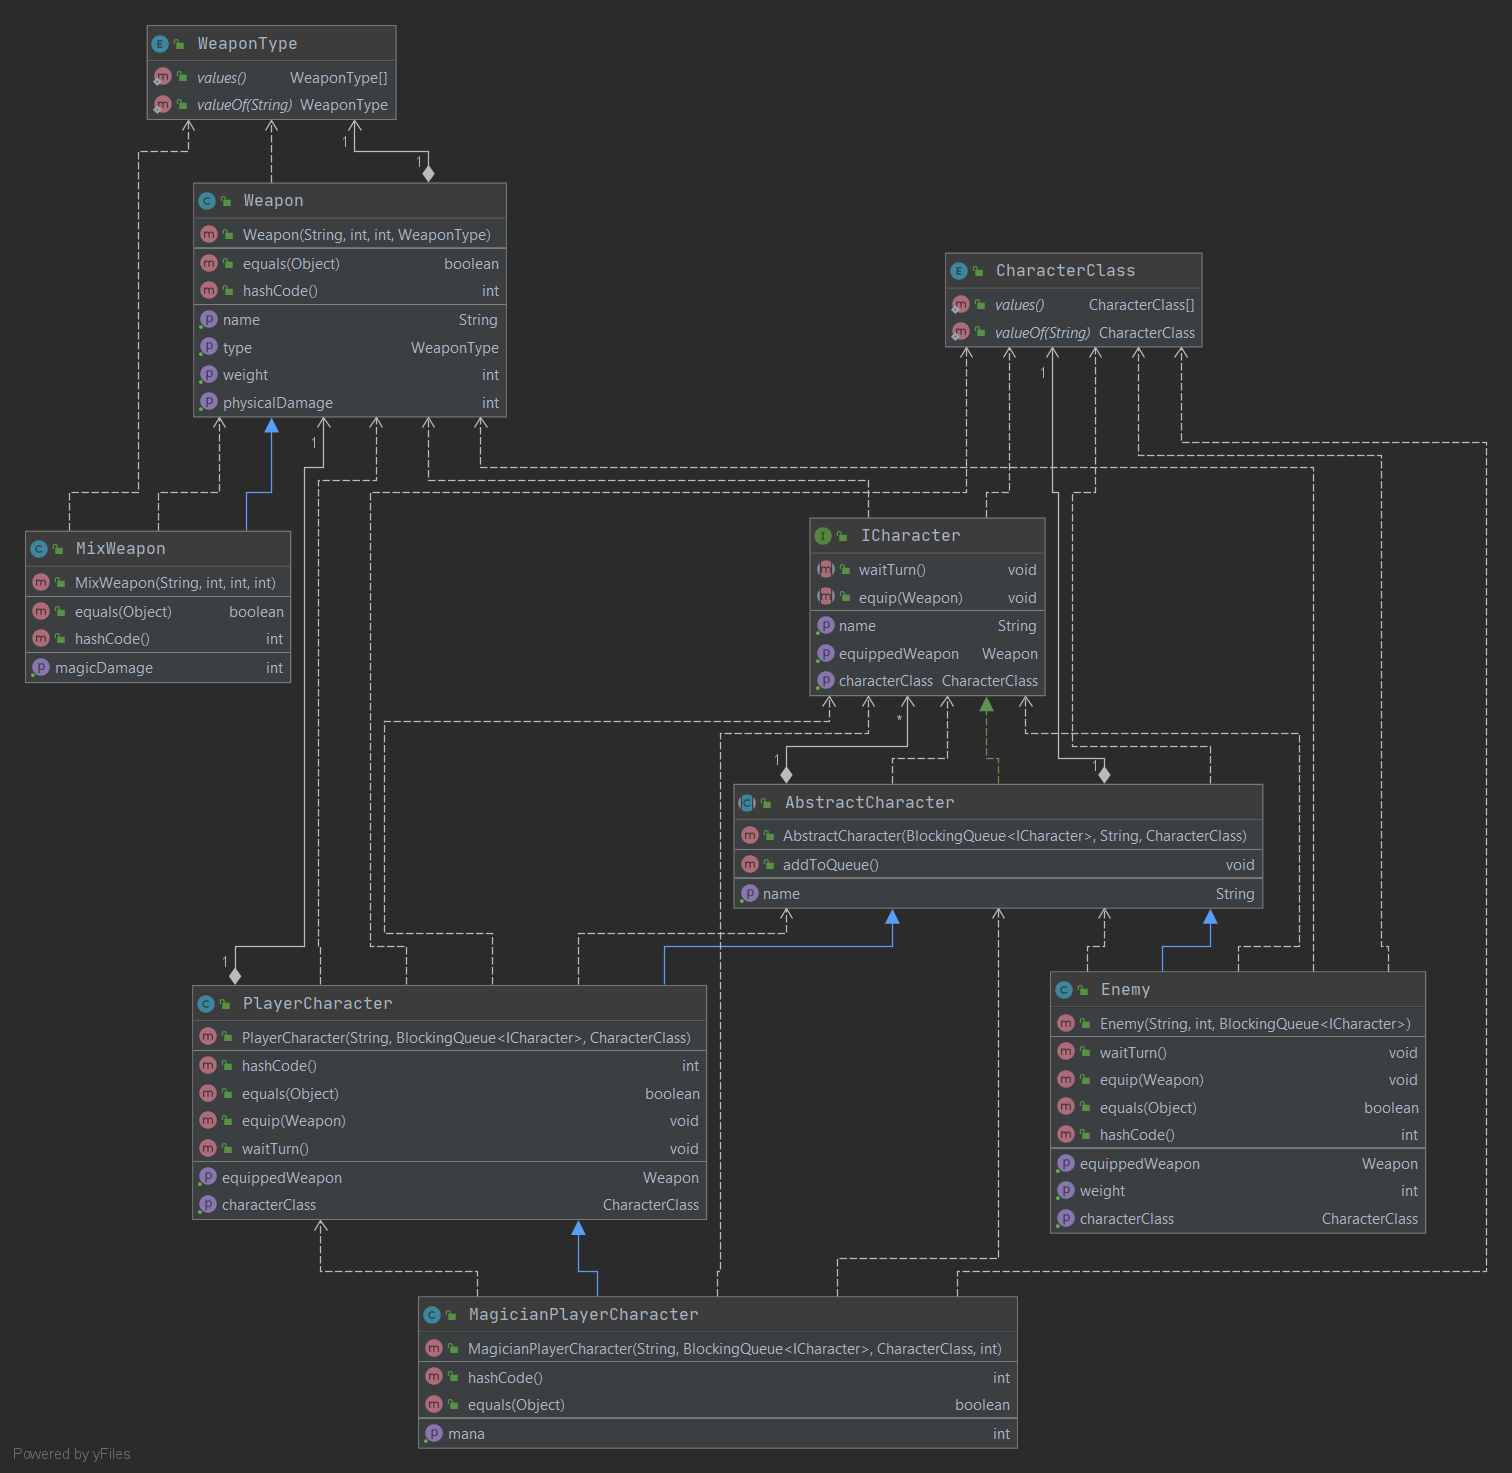 WeaponType
values() WeaponType[]
valueOf(String) WeaponType
1
1
Weapon
Weapon(String, int, int, WeaponType)
equals(Object) boolean
hashCode() int
name String
type WeaponType
weight int
physicalDamage int
CharacterClass
values() CharacterClass[]
valueOf(String) CharacterClass
1
1
MixWeapon
MixWeapon(String, int, int, int)
equals(Object) boolean
hashCode() int
magicDamage int
ICharacter
waitTurn() void
equip(Weapon) void
name String
equippedWeapon Weapon
characterClass CharacterClass
*
1
1
AbstractCharacter
AbstractCharacter(BlockingQueue<ICharacter>, String, CharacterClass)
addToQueue() void
name String
1
PlayerCharacter
PlayerCharacter(String, BlockingQueue<ICharacter>, CharacterClass)
hashCode() int
equals(Object) boolean
equip(Weapon) void
waitTurn() void
equippedWeapon Weapon
characterClass CharacterClass
Enemy
Enemy(String, int, BlockingQueue<ICharacter>)
waitTurn() void
equip(Weapon) void
equals(Object) boolean
hashCode() int
equippedWeapon Weapon
weight int
characterClass CharacterClass
MagicianPlayerCharacter
MagicianPlayerCharacter(String, BlockingQueue<ICharacter>, CharacterClass, int)
hashCode() int
equals(Object) boolean
mana int
Powered by yFiles